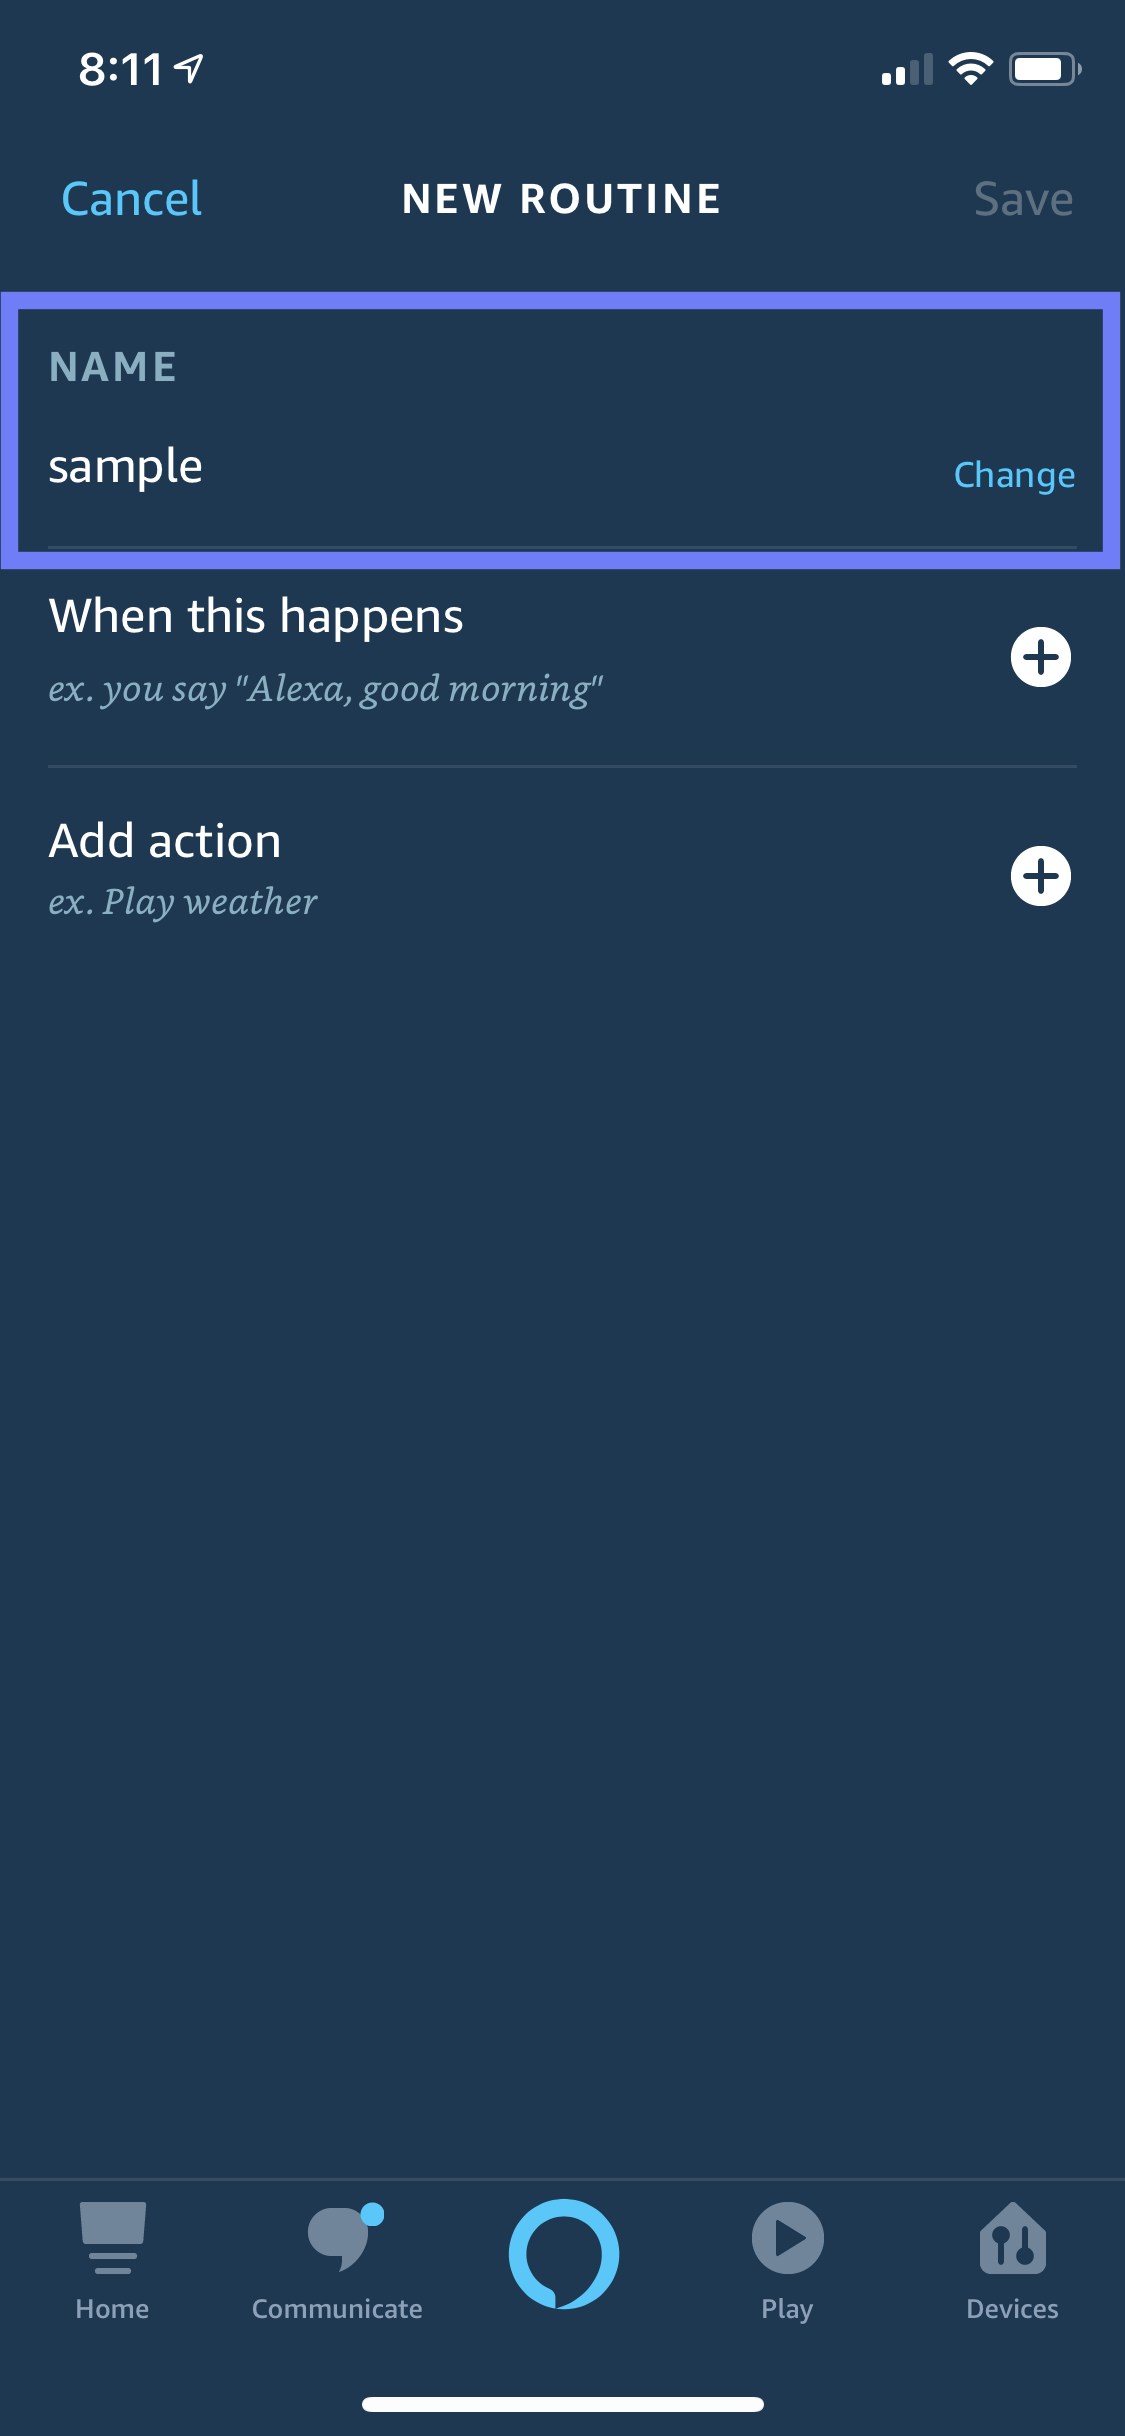 8:11
Cancel NEW ROUTINE Save
NAME
sample Change
When this happens
ex. you say "Alexa, good morning"
Add action
ex. Play weather
Home Communicate Play Devices